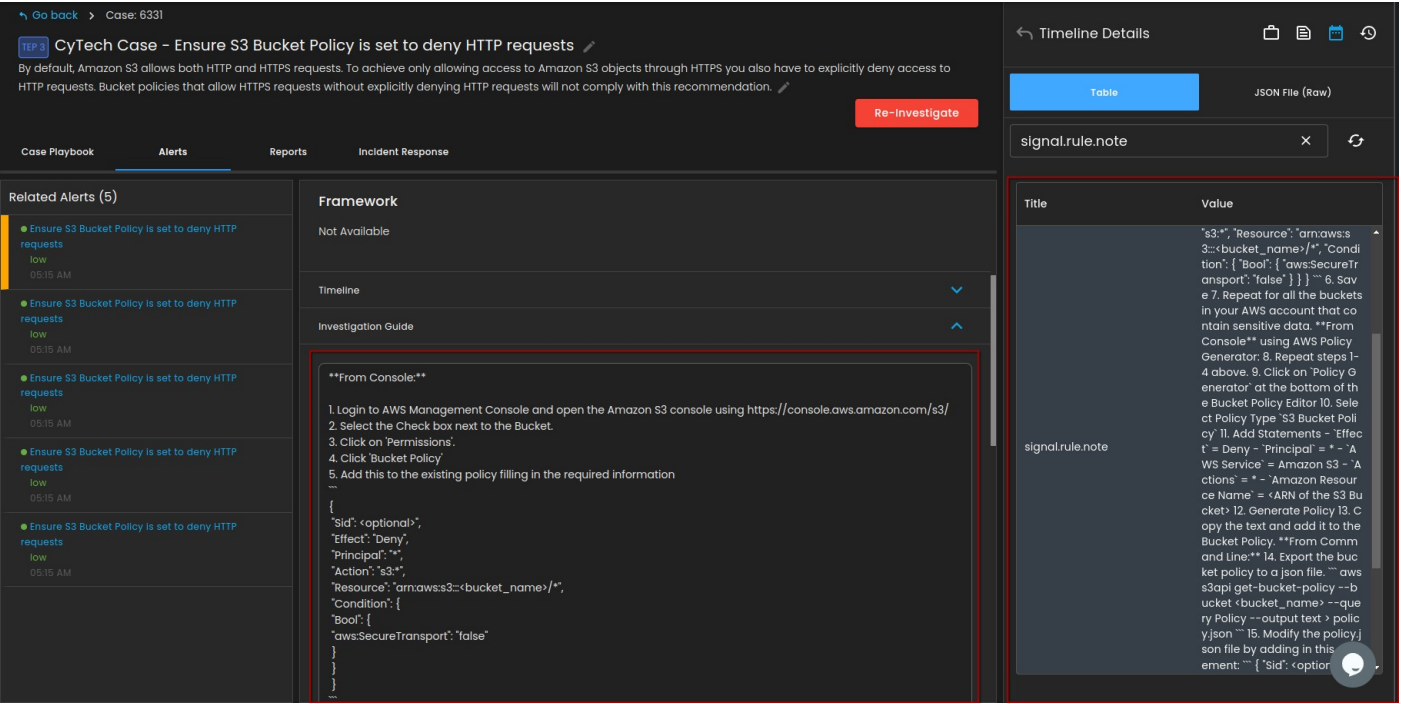 Go back > Case: 6331
TEP 3 CyTech Case - Ensure S3 Bucket Policy is set to deny HTTP requests
By default, Amazon S3 allows both HTTP and HTTPS requests. To achieve only allowing access to Amazon S3 objects through HTTPS you also have to explicitly deny access to
HTTP requests. Bucket policies that allow HTTPS requests without explicitly denying HTTP requests will not comply with this recommendation.
Re-Investigate
Case Playbook
Alerts
Reports
Incident Response
Related Alerts (5)
Ensure S3 Bucket Policy is set to deny HTTP
requests
low
05:15 AM
Ensure S3 Bucket Policy is set to deny HTTP
requests
low
05:15 AM
Ensure S3 Bucket Policy is set to deny HTTP
requests
low
05:15 AM
Ensure S3 Bucket Policy is set to deny HTTP
requests
low
05:15 AM
Ensure S3 Bucket Policy is set to deny HTTP
requests
low
05:15 AM
Framework
Not Available
Timeline
Investigation Guide
**From Console:**
1. Login to AWS Management Console and open the Amazon S3 console using https://console.aws.amazon.com/s3/
2. Select the Check box next to the Bucket.
3. Click on 'Permissions'.
4. Click 'Bucket Policy'
5. Add this to the existing policy filling in the required information
```
{
"Sid": <optional>",
"Effect": "Deny",
"Principal": "*",
"Action": "s3:*",
"Resource": "arn:aws:s3:::<bucket_name>/*",
"Condition": {
"Bool": {
"aws:SecureTransport": "false"
}
}
}
```
Timeline Details
Table
JSON File (Raw)
signal.rule.note
Title
Value
signal.rule.note
"s3:*", "Resource": "arn:aws:s
3:::<bucket_name>/*", "Condi
tion": { "Bool": { "aws:SecureTr
ansport": "false" } } } ``` 6. Sav
e 7. Repeat for all the buckets
in your AWS account that co
ntain sensitive data. **From
Console** using AWS Policy
Generator: 8. Repeat steps 1-
4 above. 9. Click on `Policy G
enerator` at the bottom of th
e Bucket Policy Editor 10. Sele
ct Policy Type `S3 Bucket Poli
cy` 11. Add Statements - `Effec
t` = Deny - `Principal` = * - `A
WS Service` = Amazon S3 - `A
ctions` = * - `Amazon Resour
ce Name` = <ARN of the S3 Bu
cket> 12. Generate Policy 13. C
opy the text and add it to the
Bucket Policy. **From Comm
and Line:** 14. Export the buc
ket policy to a json file. ``` aws
s3api get-bucket-policy --b
ucket <bucket_name> --que
ry Policy --output text > polic
y.json ``` 15. Modify the policy.j
son file by adding in this
ement: ``` { "Sid": <option